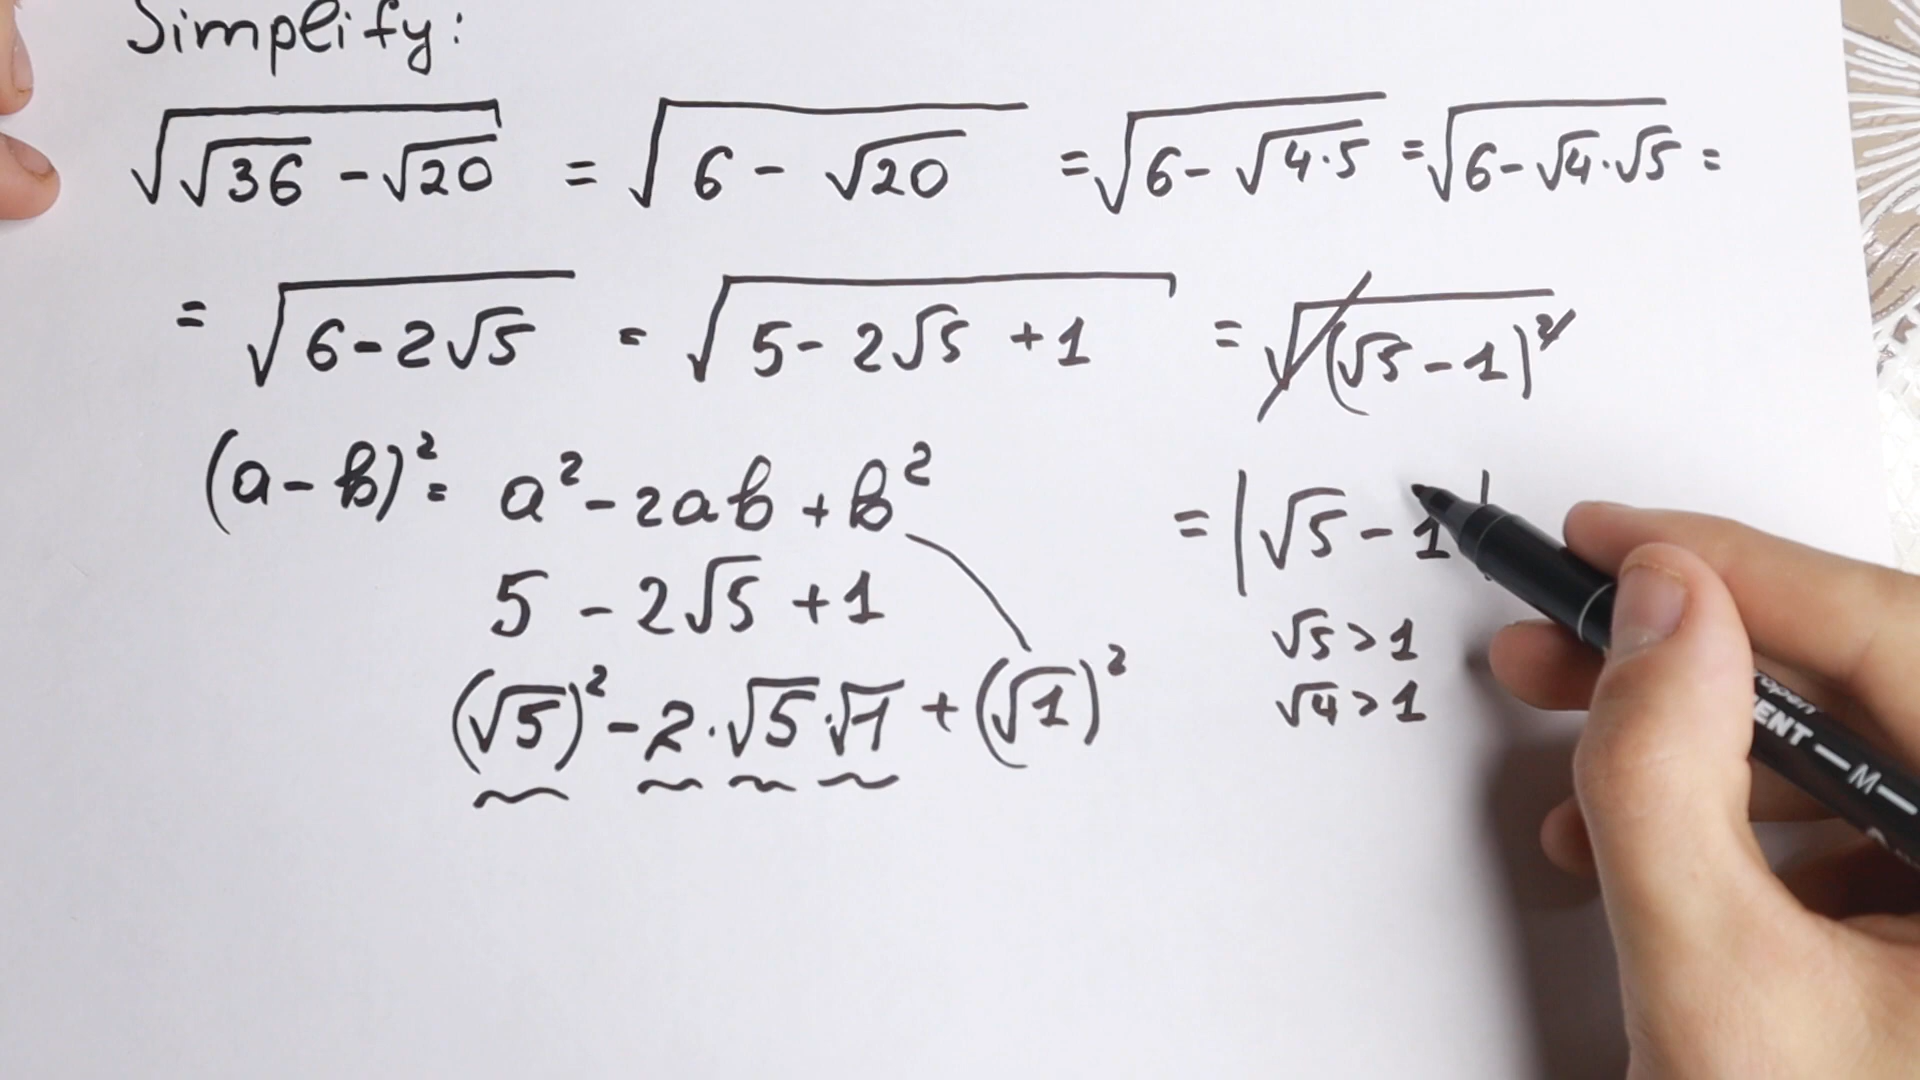 Simplify:
√(√36 - √20) = √(6 - √20) = √(6 - √(4·5)) = √(6 - √4·√5) =
= √(6 - 2√5) = √(5 - 2√5 + 1) = √((√5 - 1)²)
(a - b)² = a² - 2ab + b²
= |√5 - 1|
5 - 2√5 + 1
√5 > 1
(√5)² - 2·√5·√1 + (√1)²
√4 > 1
ENT —M—